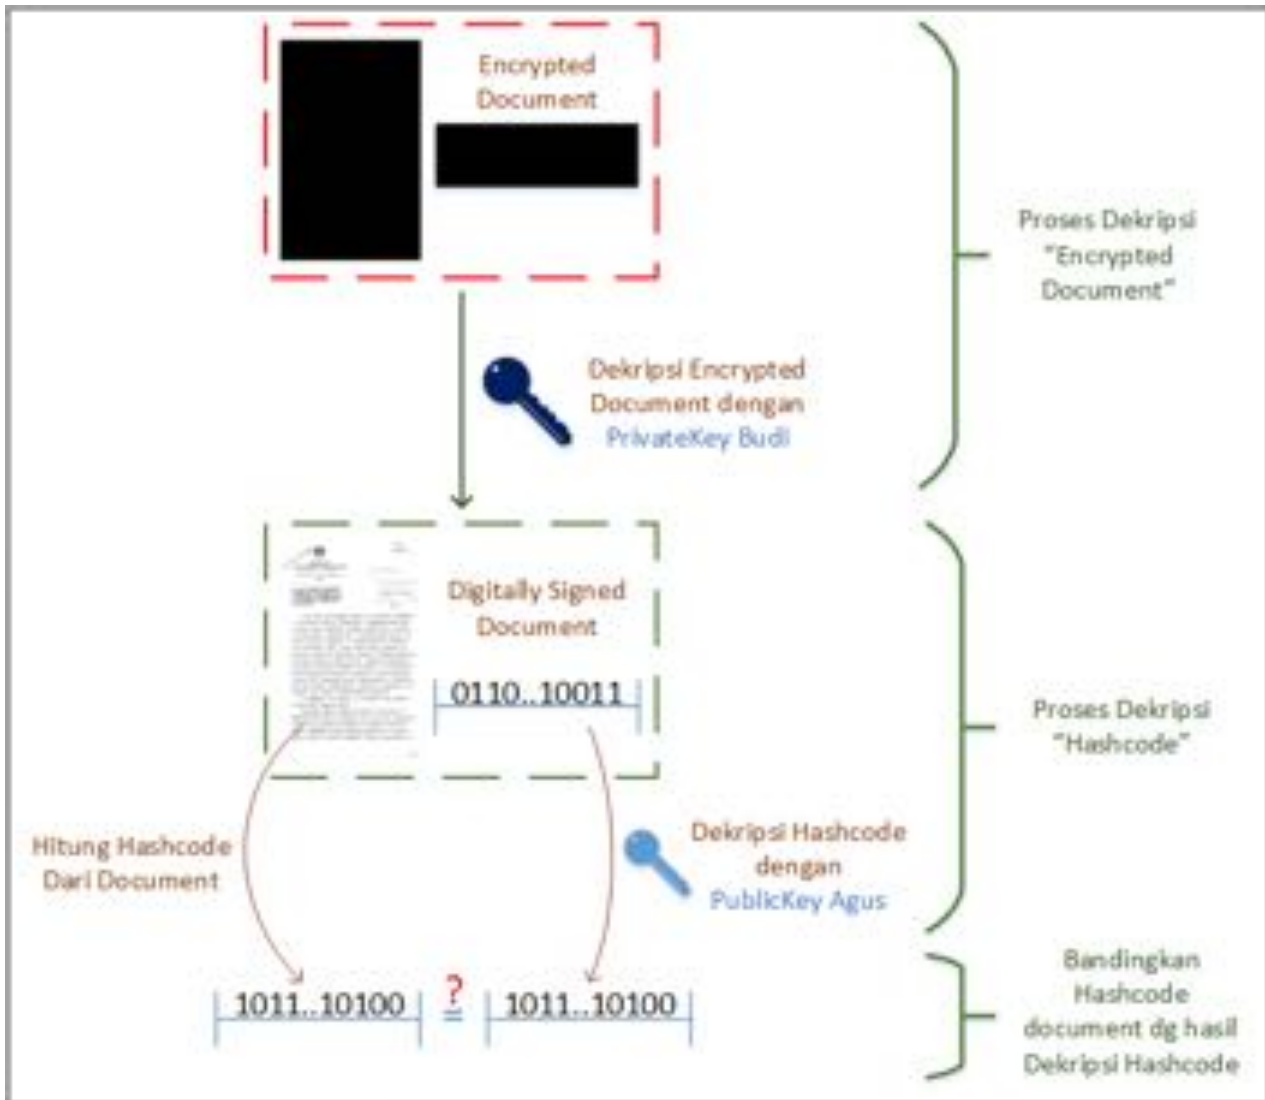 Encrypted
Document
Proses Dekripsi
"Encrypted
Document"
Dekripsi Encrypted
Document dengan
PrivateKey Budi
Digitally Signed
Document
0110..10011
Proses Dekripsi
"Hashcode"
Hitung Hashcode
Dari Document
Dekripsi Hashcode
dengan
PublicKey Agus
1011..10100
?
=
1011..10100
Bandingkan
Hashcode
document dg hasil
Dekripsi Hashcode